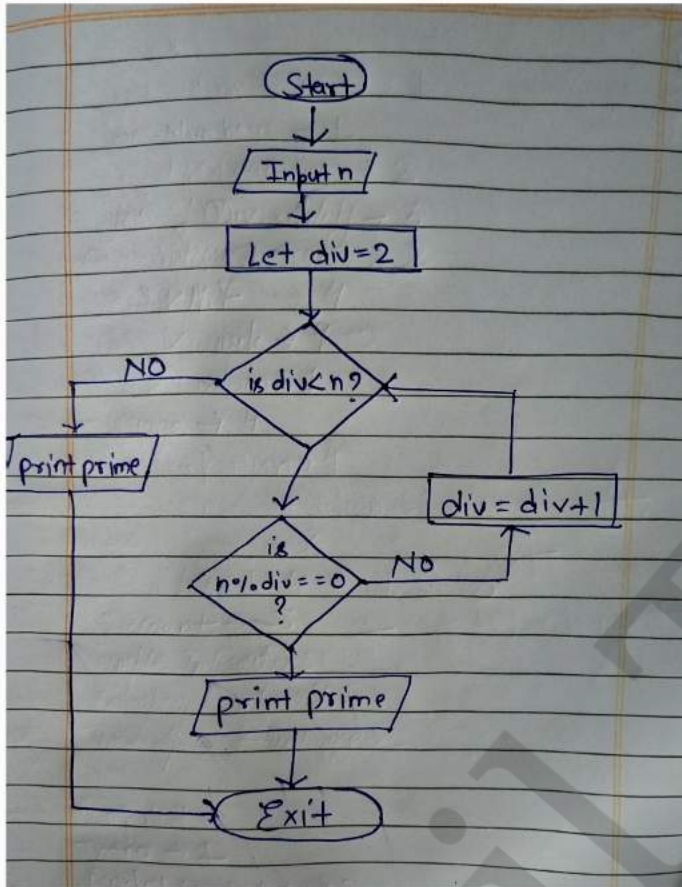 Start
Input n
Let div=2
is div<n?
NO
print prime
div = div+1
is
n%div==0
?
NO
print prime
Exit